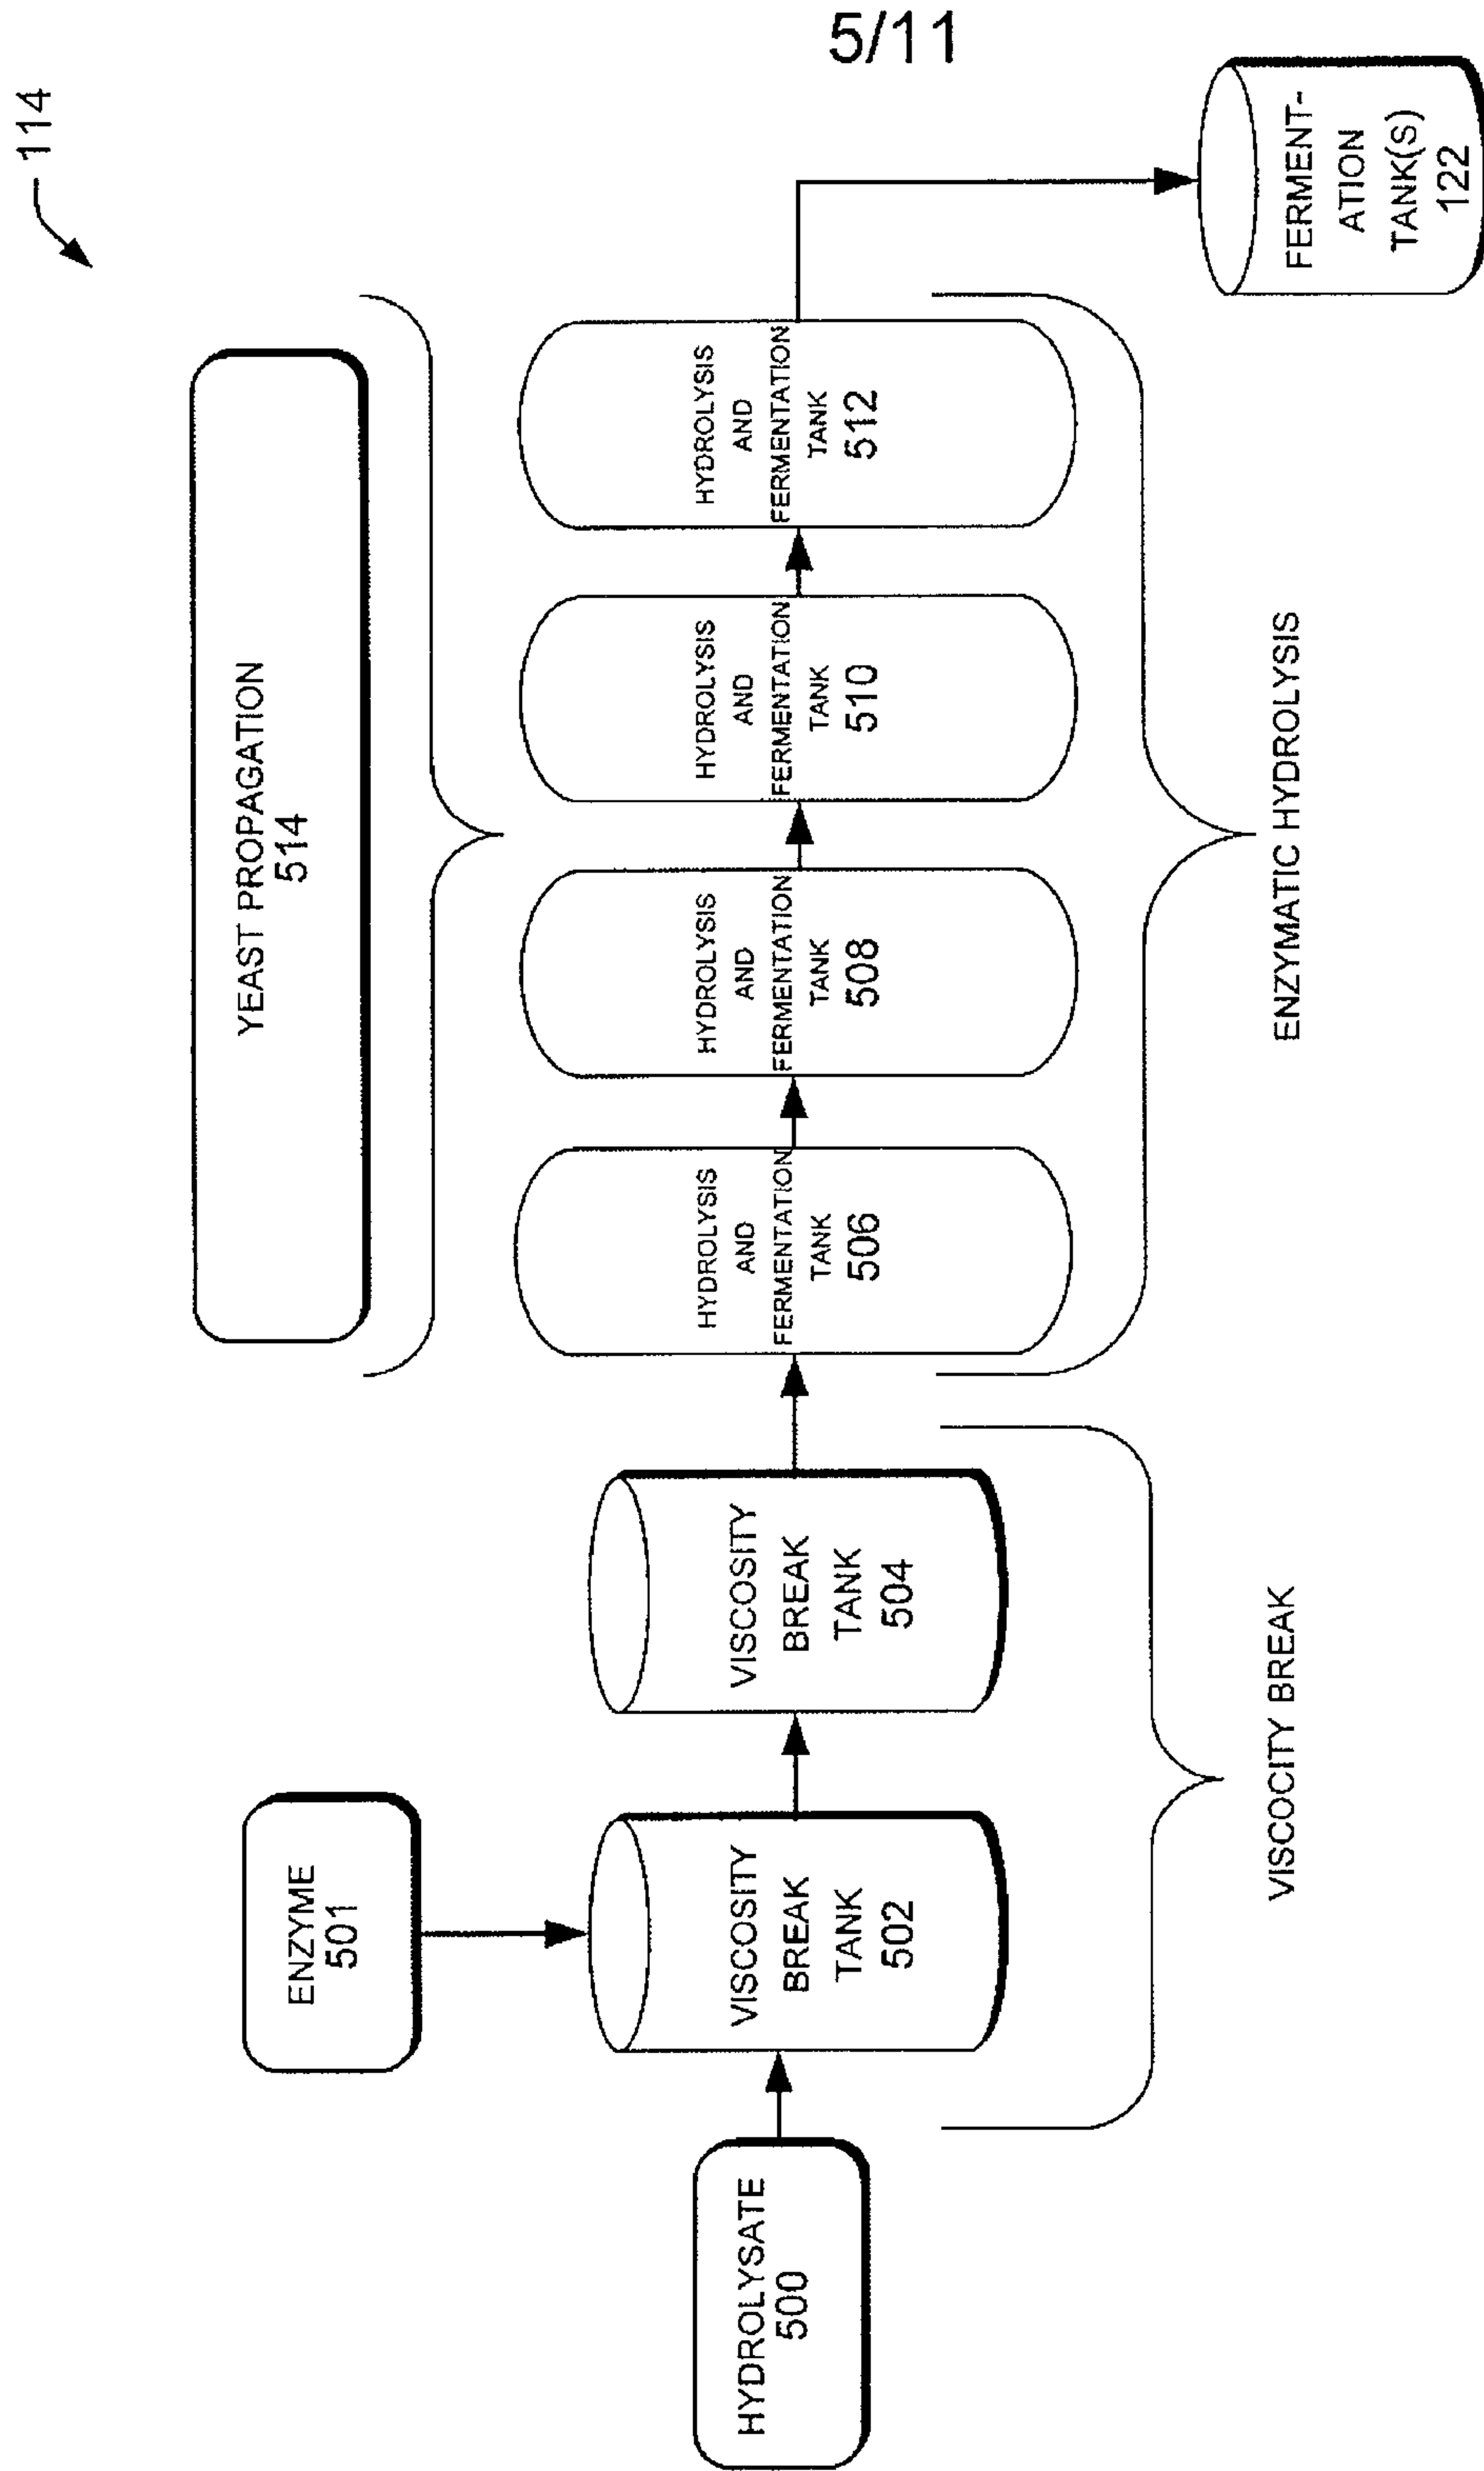 5/11
114
YEAST PROPAGATION
514
ENZYME
501
HYDROLYSATE
500
VISCOSITY
BREAK
TANK
502
VISCOSITY
BREAK
TANK
504
HYDROLYSIS
AND
FERMENTATION
TANK
506
HYDROLYSIS
AND
FERMENTATION
TANK
508
HYDROLYSIS
AND
FERMENTATION
TANK
510
HYDROLYSIS
AND
FERMENTATION
TANK
512
FERMENT-
ATION
TANK(S)
122
VISCOCITY BREAK
ENZYMATIC HYDROLYSIS